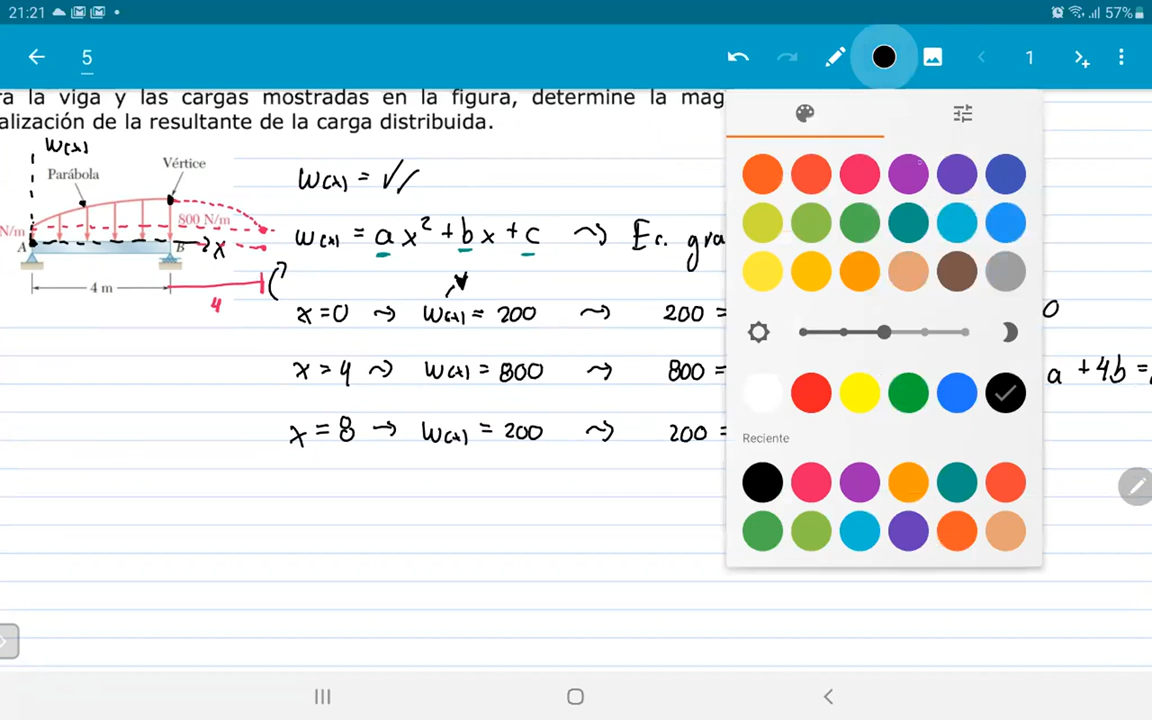 21:21 57%
5 1
ra la viga y las cargas mostradas en la figura, determine la mag
alización de la resultante de la carga distribuida.
W(x)
Parábola
Vértice
800 N/m
N/m
A B x
4 m
4
W(x) =
W(x) = a x² + b x + c ⤳ Ec. gra
x = 0 ⤳ W(x) = 200 ⤳ 200 = 0
x = 4 ⤳ W(x) = 800 ⤳ 800 = a + 4b =
x = 8 → W(x) = 200 ⤳ 200 =
Reciente